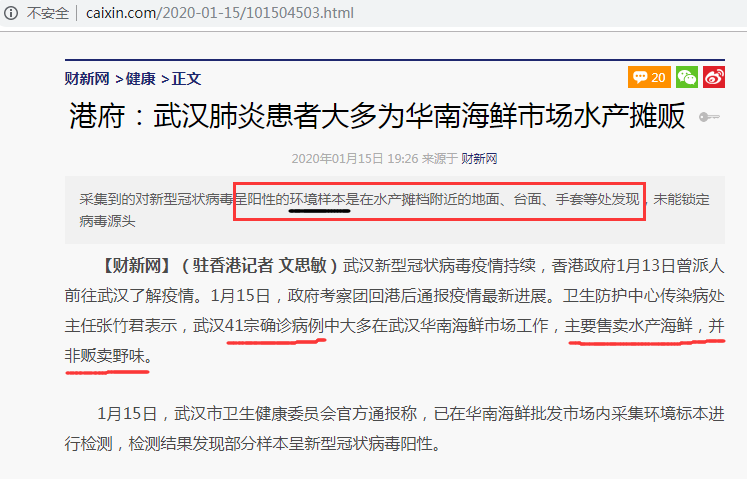 不安全 caixin.com/2020-01-15/101504503.html
财新网 >健康 >正文
20
港府：武汉肺炎患者大多为华南海鲜市场水产摊贩
2020年01月15日 19:26 来源于 财新网
采集到的对新型冠状病毒呈阳性的环境样本是在水产摊档附近的地面、台面、手套等处发现，未能锁定
病毒源头
【财新网】（驻香港记者 文思敏）武汉新型冠状病毒疫情持续，香港政府1月13日曾派人
前往武汉了解疫情。1月15日，政府考察团回港后通报疫情最新进展。卫生防护中心传染病处
主任张竹君表示，武汉41宗确诊病例中大多在武汉华南海鲜市场工作，主要售卖水产海鲜，并
非贩卖野味。
1月15日，武汉市卫生健康委员会官方通报称，已在华南海鲜批发市场内采集环境标本进
行检测，检测结果发现部分样本呈新型冠状病毒阳性。